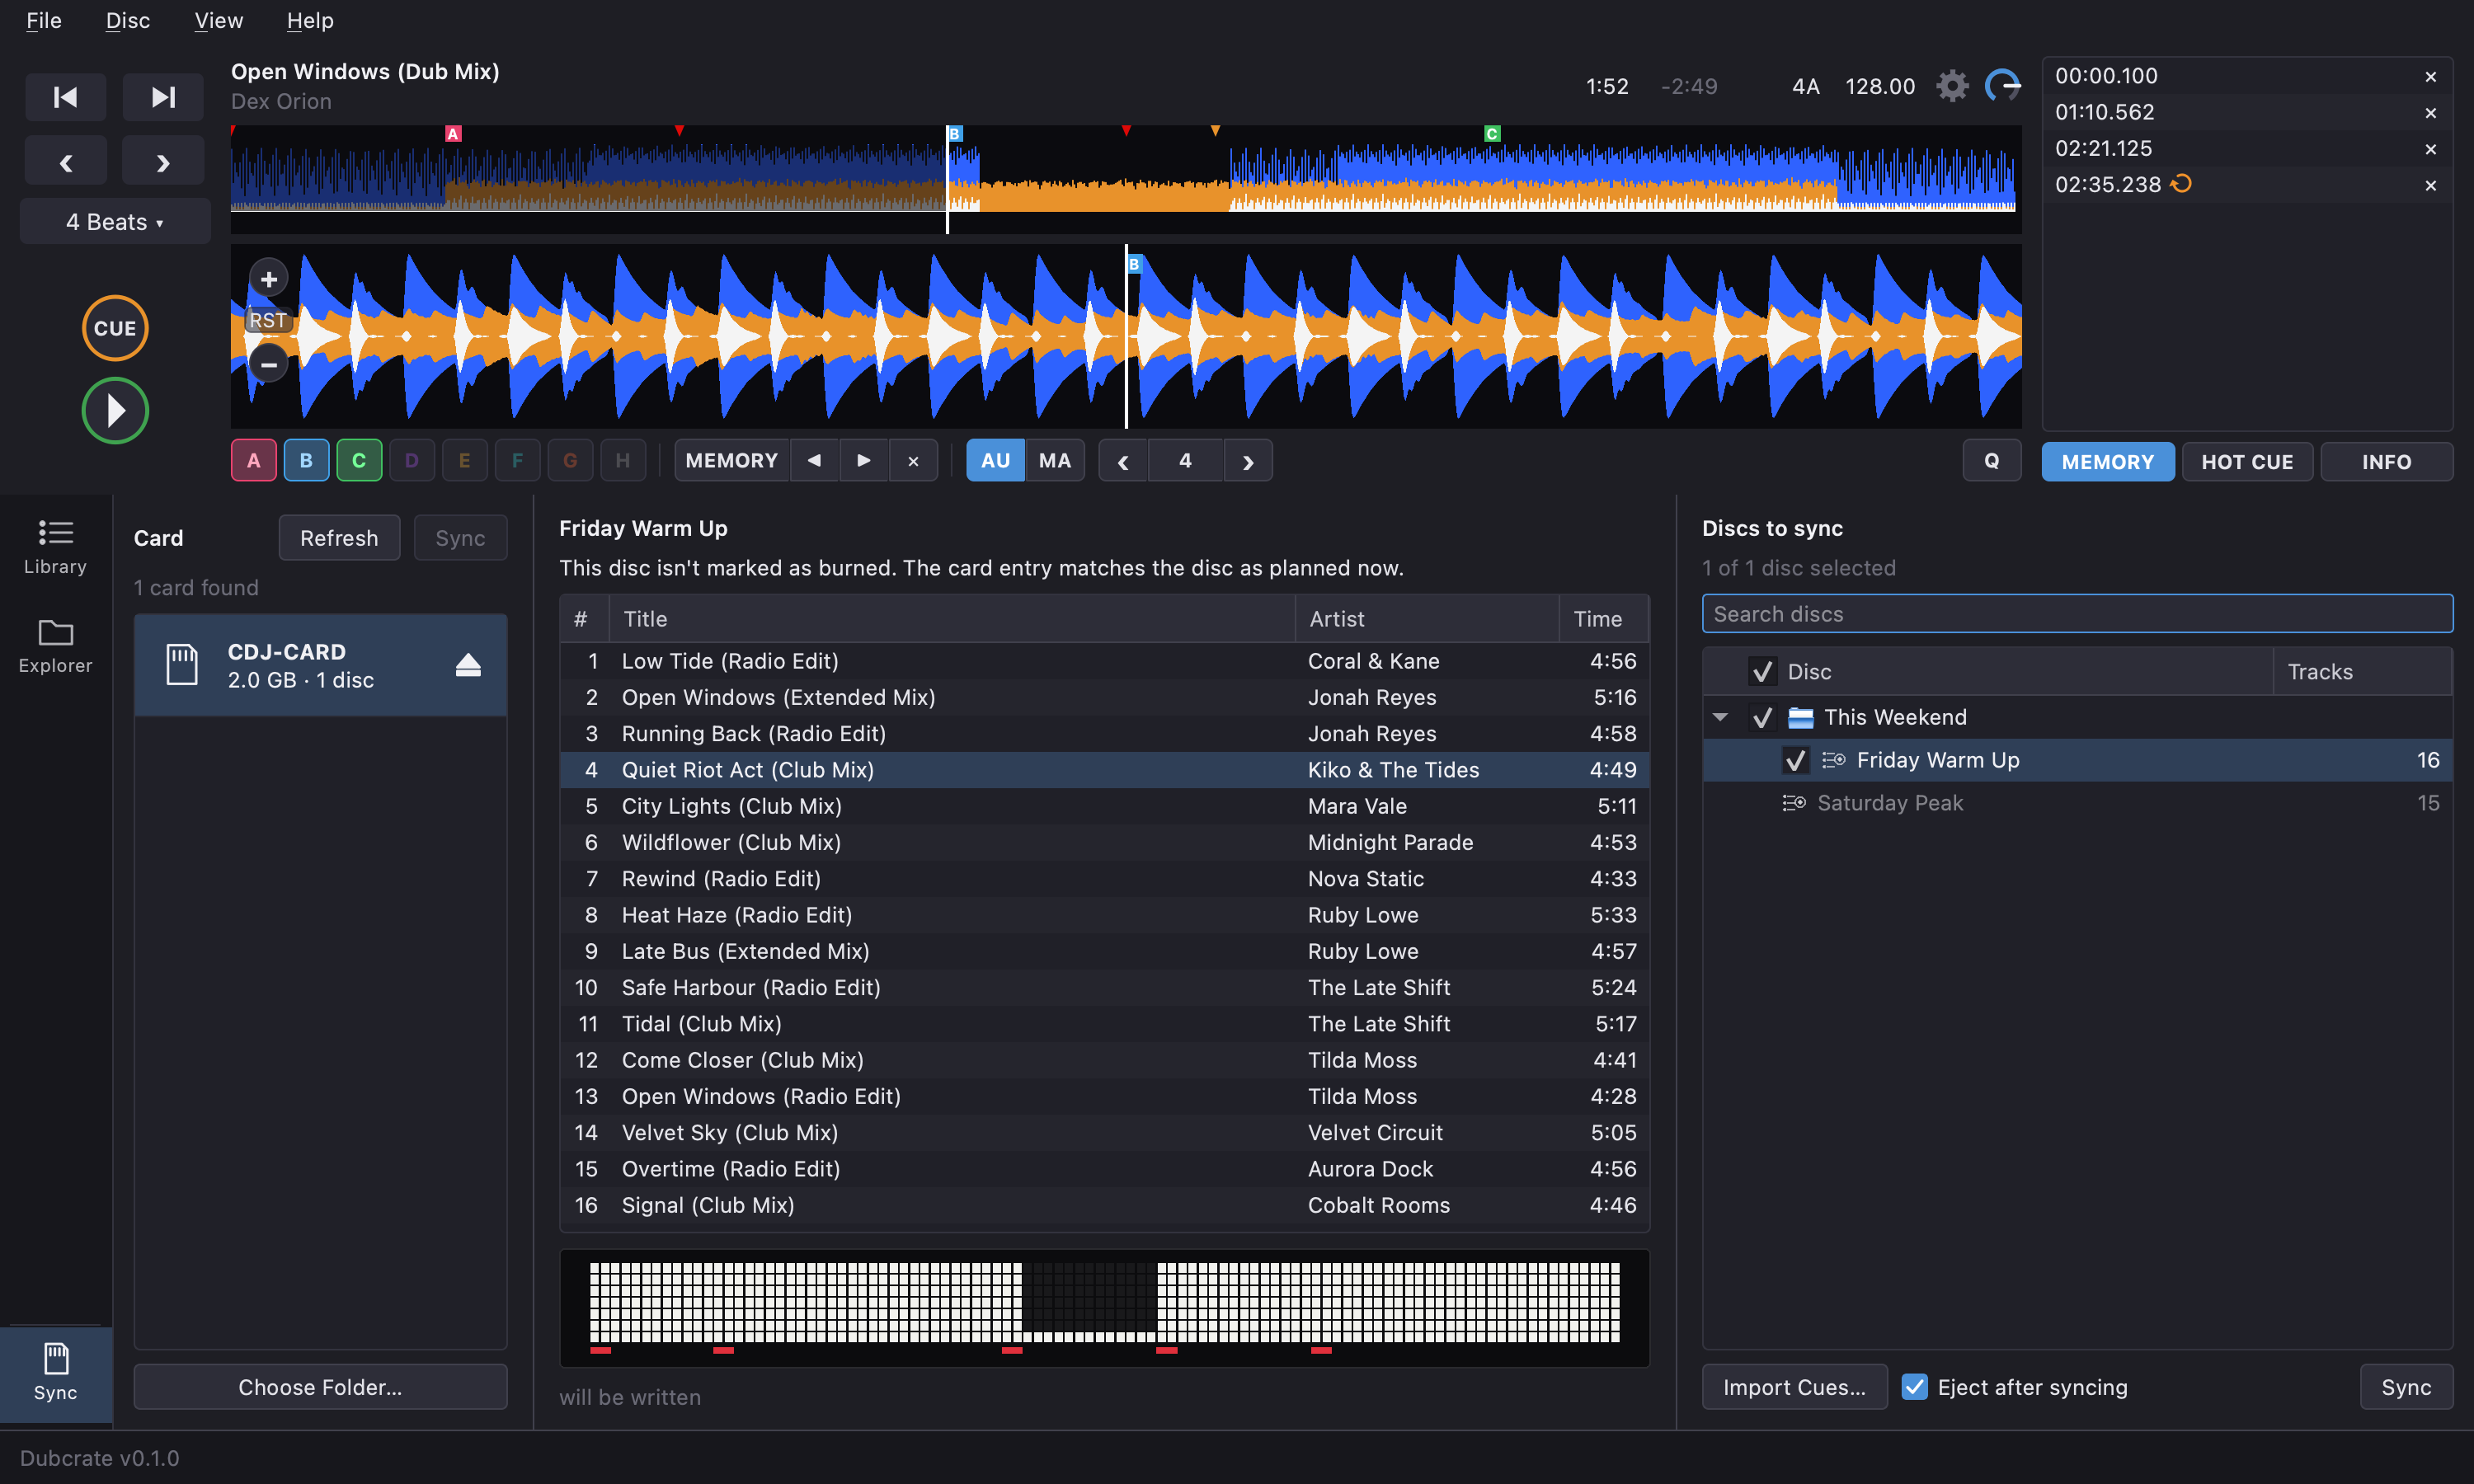 File Disc View Help
Open Windows (Dub Mix)
Dex Orion
1:52 -2:49 4A 128.00
A B C
4 Beats
B
RST
CUE
A B C D E F G H MEMORY AU MA 4 Q
00:00.100
01:10.562
02:21.125
02:35.238
MEMORY HOT CUE INFO
Library
Explorer
Sync
Card Refresh Sync
1 card found
CDJ-CARD
2.0 GB · 1 disc
Choose Folder...
Friday Warm Up
This disc isn't marked as burned. The card entry matches the disc as planned now.
# Title Artist Time
1 Low Tide (Radio Edit) Coral & Kane 4:56
2 Open Windows (Extended Mix) Jonah Reyes 5:16
3 Running Back (Radio Edit) Jonah Reyes 4:58
4 Quiet Riot Act (Club Mix) Kiko & The Tides 4:49
5 City Lights (Club Mix) Mara Vale 5:11
6 Wildflower (Club Mix) Midnight Parade 4:53
7 Rewind (Radio Edit) Nova Static 4:33
8 Heat Haze (Radio Edit) Ruby Lowe 5:33
9 Late Bus (Extended Mix) Ruby Lowe 4:57
10 Safe Harbour (Radio Edit) The Late Shift 5:24
11 Tidal (Club Mix) The Late Shift 5:17
12 Come Closer (Club Mix) Tilda Moss 4:41
13 Open Windows (Radio Edit) Tilda Moss 4:28
14 Velvet Sky (Club Mix) Velvet Circuit 5:05
15 Overtime (Radio Edit) Aurora Dock 4:56
16 Signal (Club Mix) Cobalt Rooms 4:46
will be written
Discs to sync
1 of 1 disc selected
Search discs
Disc Tracks
This Weekend
Friday Warm Up 16
Saturday Peak 15
Import Cues... Eject after syncing Sync
Dubcrate v0.1.0